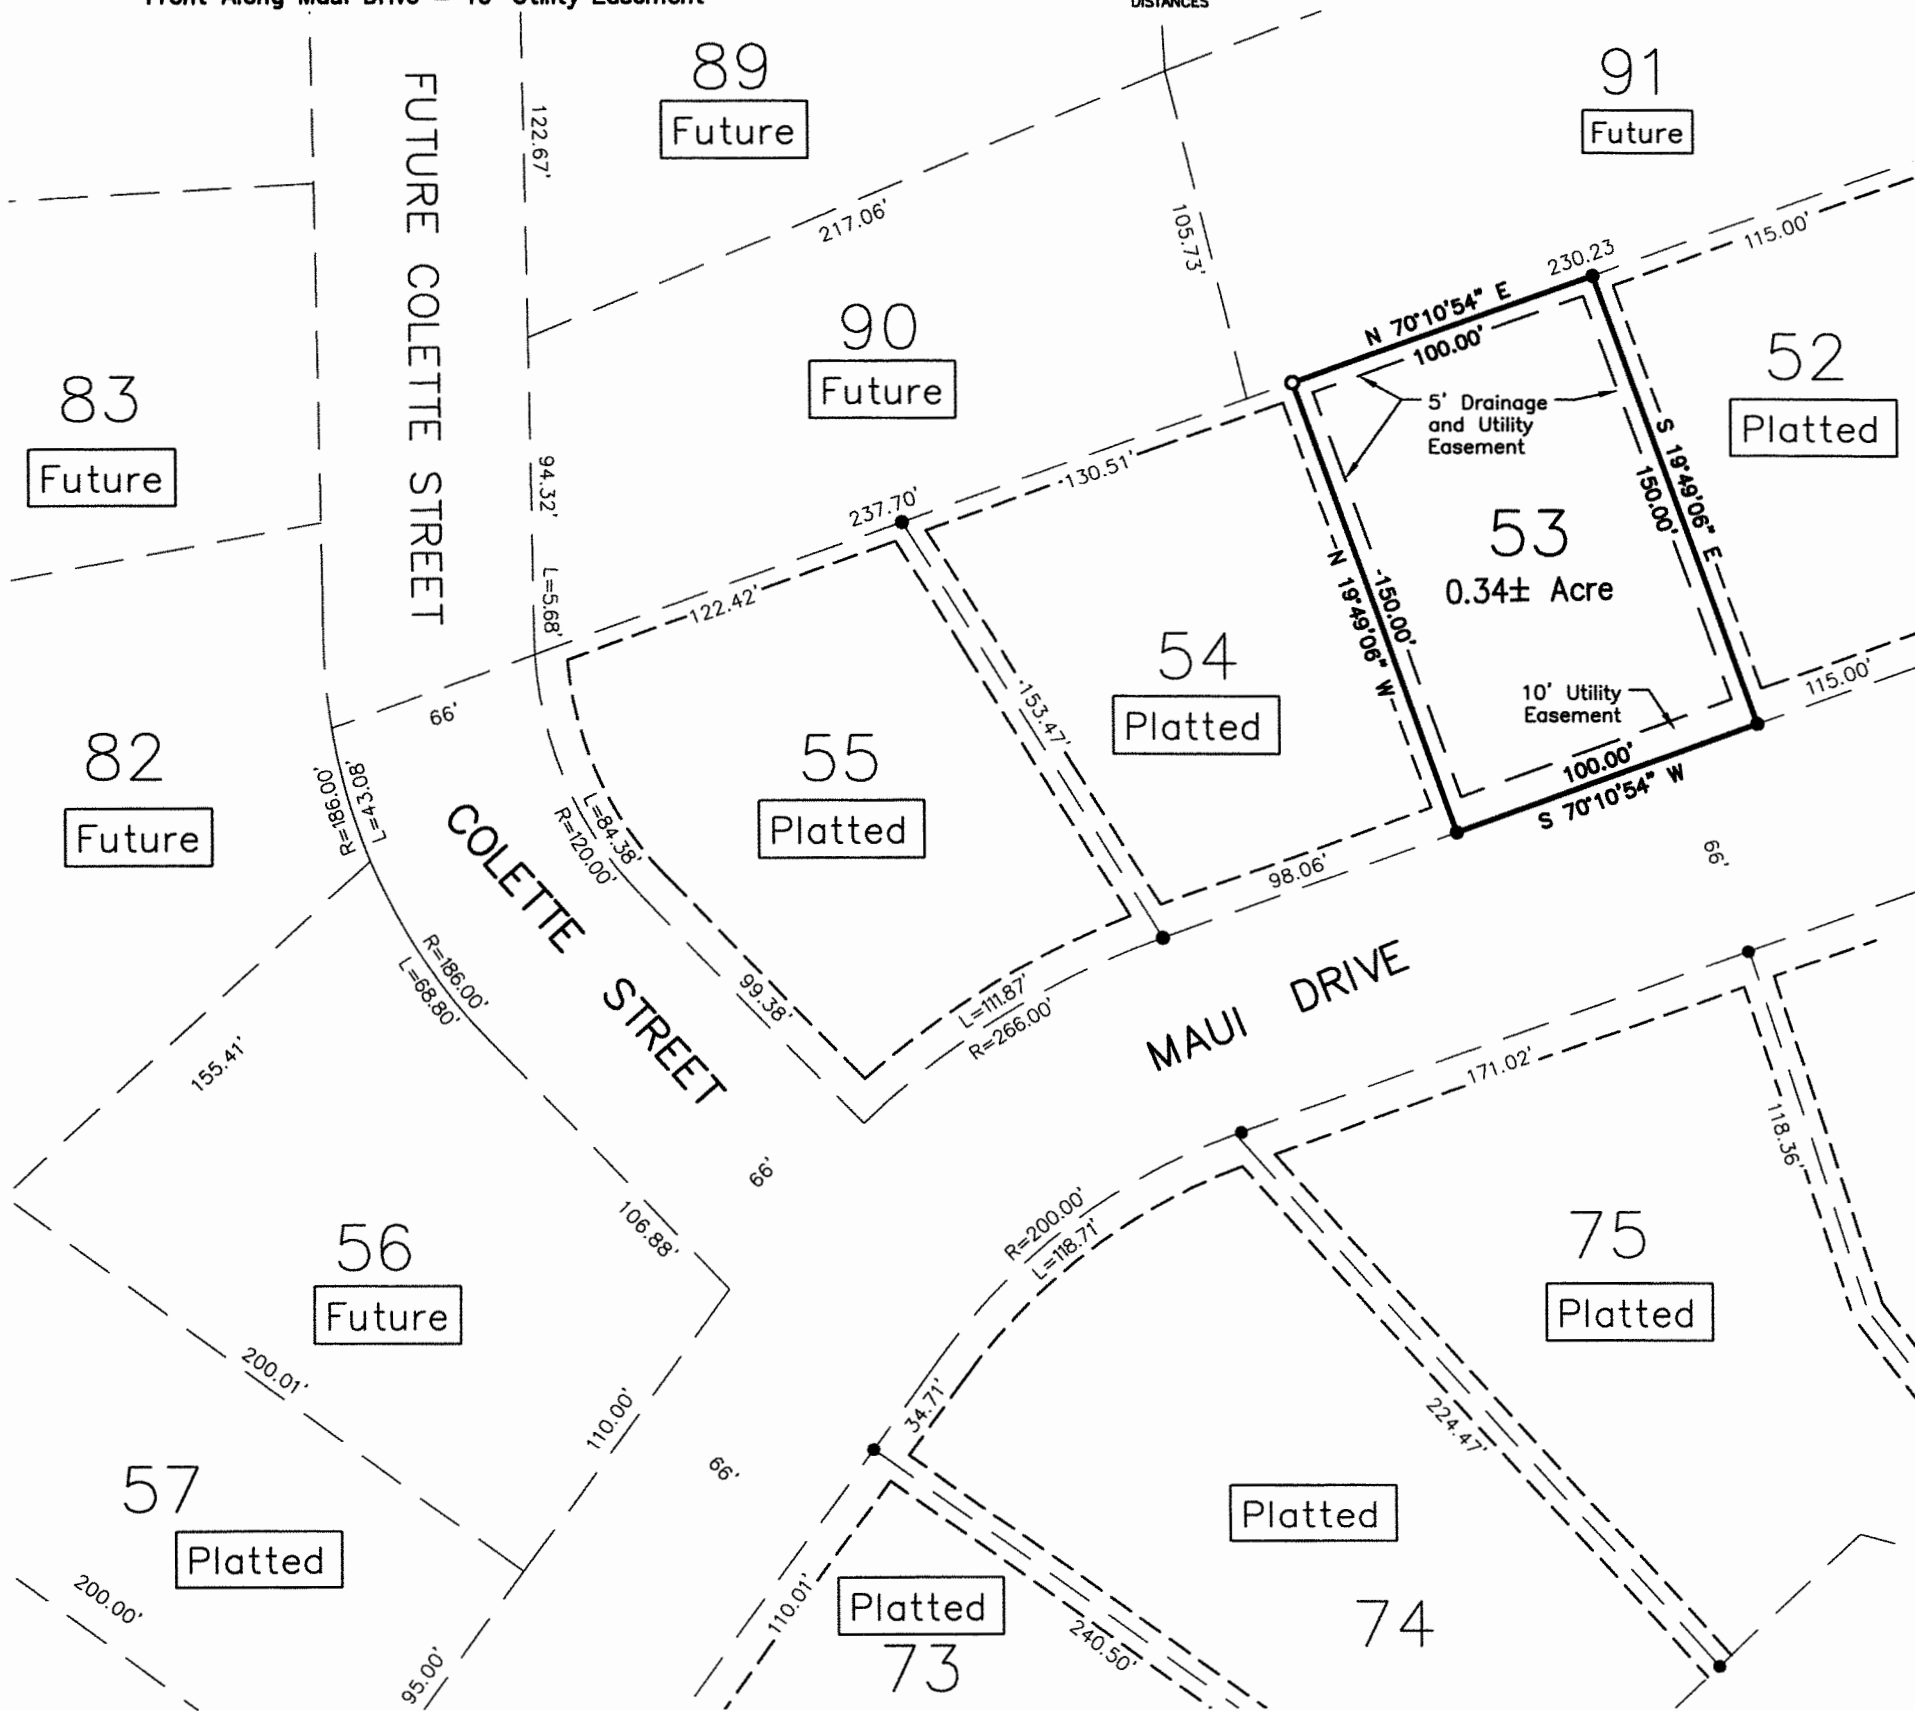 Front Along Maui Drive - 10' Utility Easement
DISTANCES
89
Future
91
Future
FUTURE COLETTE STREET
122.67'
217.06'
105.73'
230.23
115.00'
N 70°10'54" E
100.00'
90
Future
52
Platted
83
Future
5' Drainage
and Utility
Easement
S 19°49'06" E
150.00'
94.32'
130.51'
237.70'
53
0.34± Acre
N 19°49'06" W
150.00'
L=5.68'
122.42'
54
Platted
153.47'
10' Utility
Easement
115.00'
66'
82
Future
55
Platted
100.00'
S 70°10'54" W
R=186.00'
L=43.08'
L=84.38'
R=120.00'
COLETTE STREET
98.06'
66'
R=186.00'
L=68.80'
99.38'
L=111.87'
R=266.00'
MAUI DRIVE
155.41'
171.02'
118.36'
66'
106.88'
R=200.00'
L=118.71'
56
Future
75
Platted
200.01'
110.00'
34.71'
224.47'
66'
57
Platted
Platted
74
200.00'
110.01'
Platted
73
240.50'
95.00'